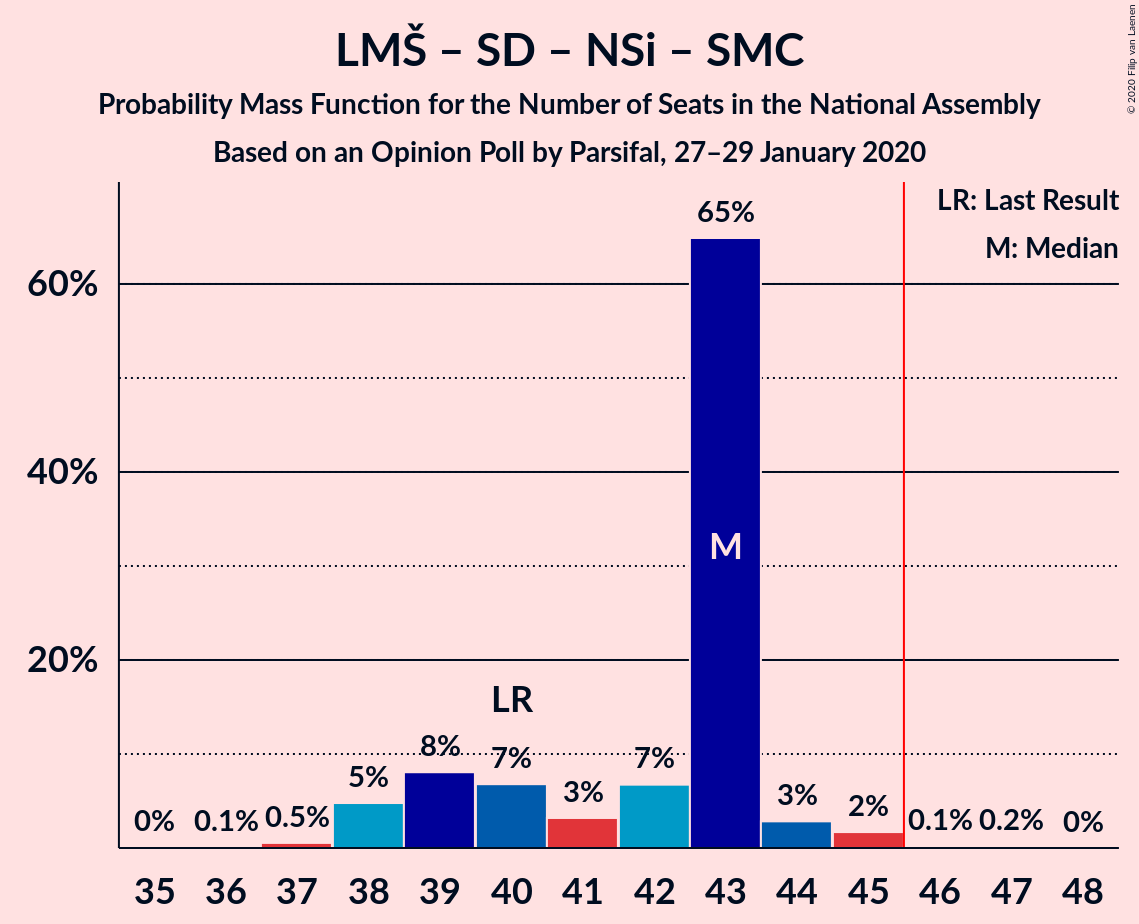 LMŠ – SD – NSi – SMC
Probability Mass Function for the Number of Seats in the National Assembly
Based on an Opinion Poll by Parsifal, 27–29 January 2020
© 2020 Filip van Laenen
LR: Last Result
M: Median
60%
40%
20%
0%
0.1%
0.5%
5%
8%
LR
7%
3%
7%
65%
M
3%
2%
0.1%
0.2%
0%
35 36 37 38 39 40 41 42 43 44 45 46 47 48